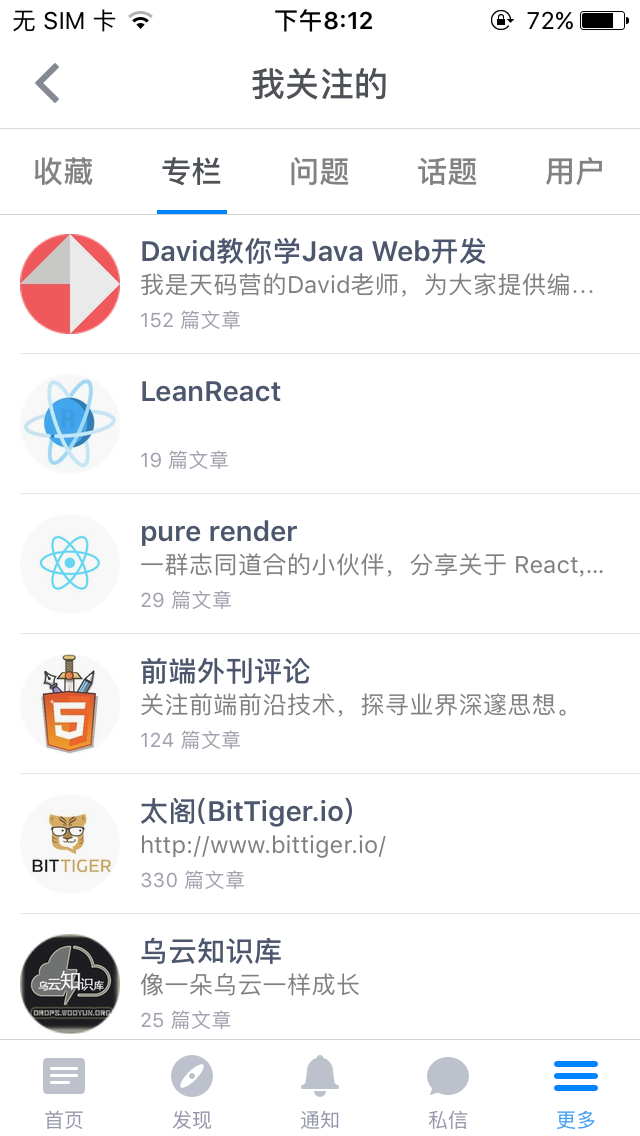 无 SIM 卡 下午8:12 72%
我关注的
收藏 专栏 问题 话题 用户
David教你学Java Web开发
我是天码营的David老师，为大家提供编...
152 篇文章
LeanReact
19 篇文章
pure render
一群志同道合的小伙伴，分享关于 React,...
29 篇文章
前端外刊评论
关注前端前沿技术，探寻业界深邃思想。
124 篇文章
BITTIGER
太阁(BitTiger.io)
http://www.bittiger.io/
330 篇文章
乌云知识库
DROPS.WOOYUN.ORG
乌云知识库
像一朵乌云一样成长
25 篇文章
首页 发现 通知 私信 更多